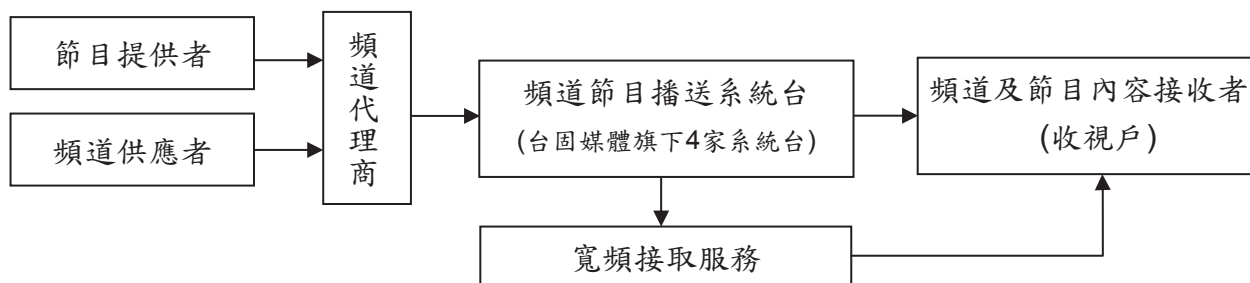 節目提供者
頻道供應者
頻道代理商
頻道節目播送系統台
(台固媒體旗下4家系統台)
寬頻接取服務
頻道及節目內容接收者
(收視戶)